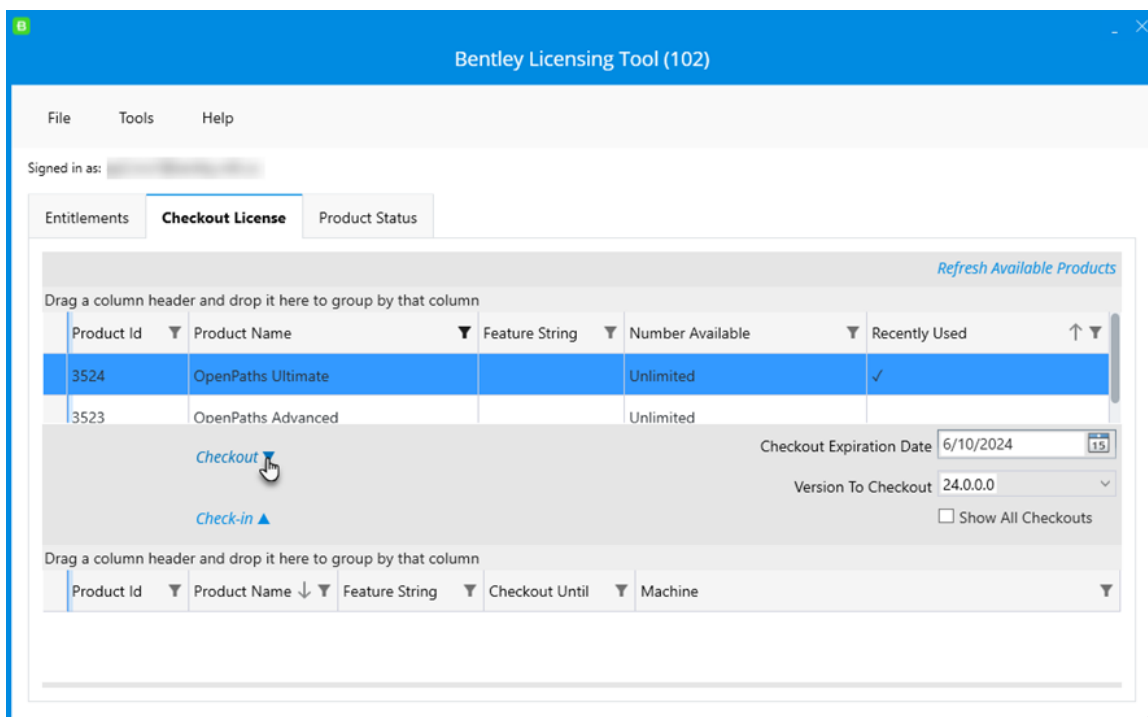 Bentley Licensing Tool (102)
File Tools Help
Signed in as:
Entitlements Checkout License Product Status
Refresh Available Products
Drag a column header and drop it here to group by that column
Product Id Product Name Feature String Number Available Recently Used
3524 OpenPaths Ultimate Unlimited ✓
3523 OpenPaths Advanced Unlimited
Checkout
Checkout Expiration Date 6/10/2024 15
Version To Checkout 24.0.0.0
Check-in
Show All Checkouts
Drag a column header and drop it here to group by that column
Product Id Product Name Feature String Checkout Until Machine